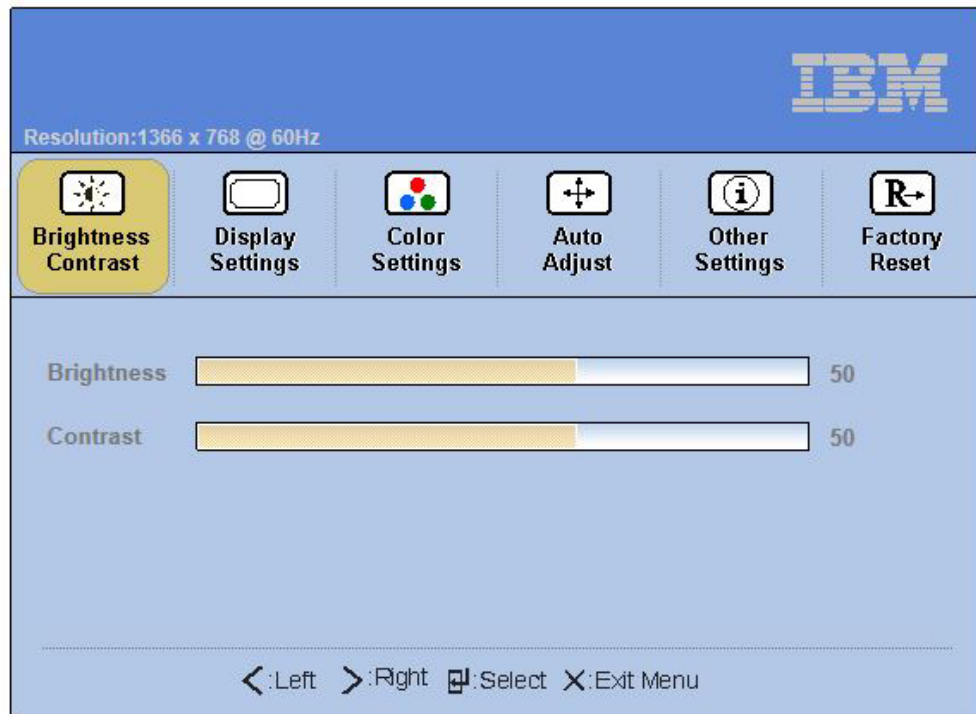 IBM
Resolution:1366 x 768 @ 60Hz
Brightness Contrast
Display Settings
Color Settings
Auto Adjust
Other Settings
R Factory Reset
Brightness 50
Contrast 50
:Left :Right :Select X:Exit Menu